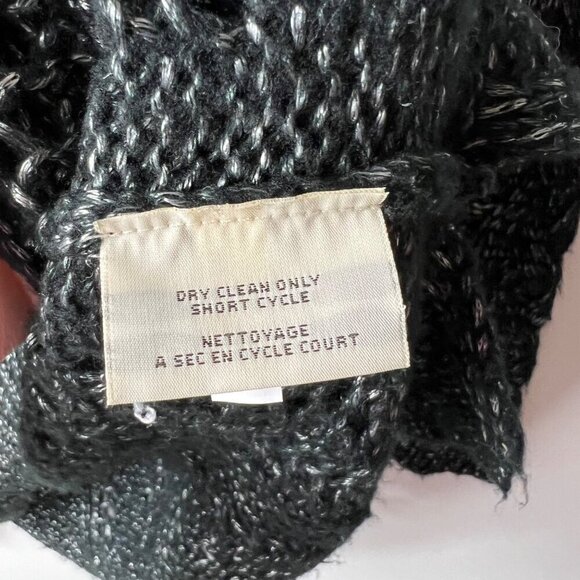 DRY CLEAN ONLY
SHORT CYCLE
NETTOYAGE
A SEC EN CYCLE COURT